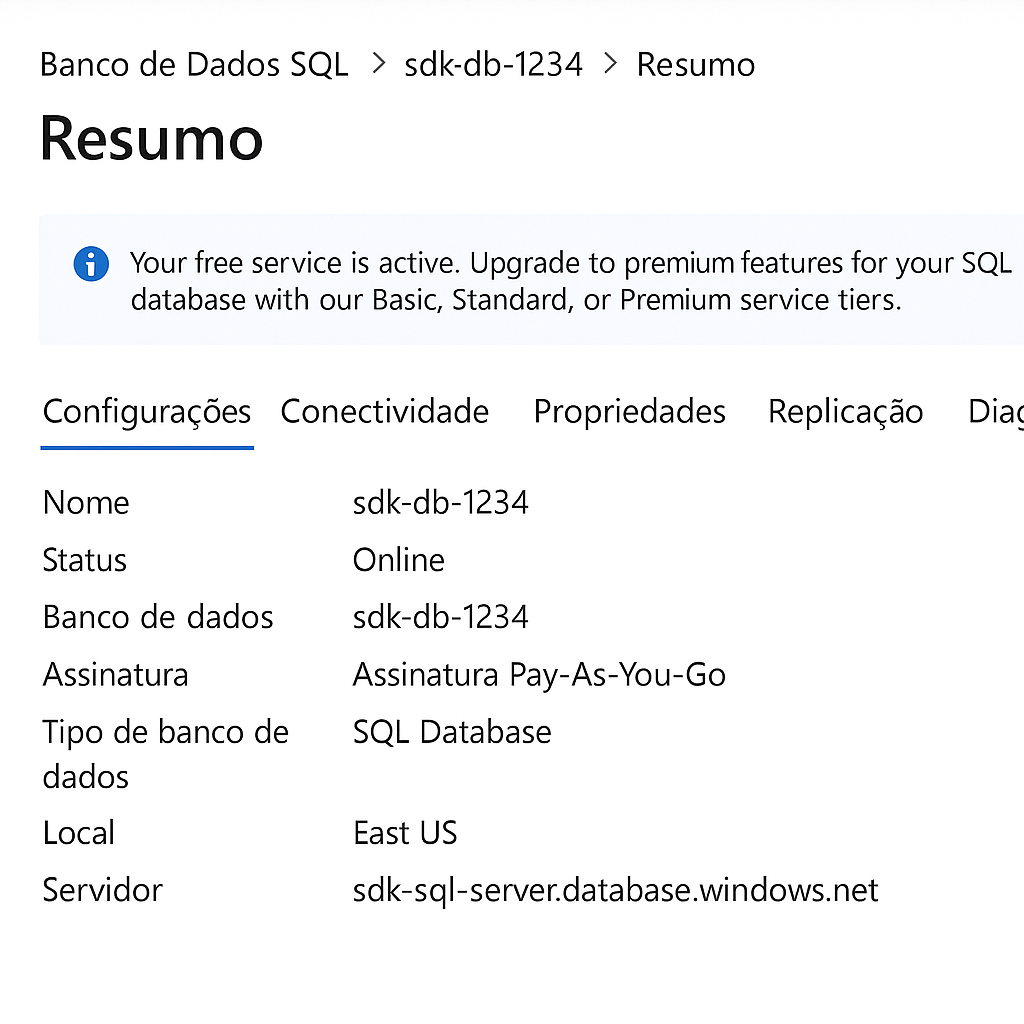 Banco de Dados SQL > sdk-db-1234 > Resumo
Resumo
Your free service is active. Upgrade to premium features for your SQL
database with our Basic, Standard, or Premium service tiers.
Configurações Conectividade Propriedades Replicação Diag
Nome sdk-db-1234
Status Online
Banco de dados sdk-db-1234
Assinatura Assinatura Pay-As-You-Go
Tipo de banco de SQL Database
dados
Local East US
Servidor sdk-sql-server.database.windows.net